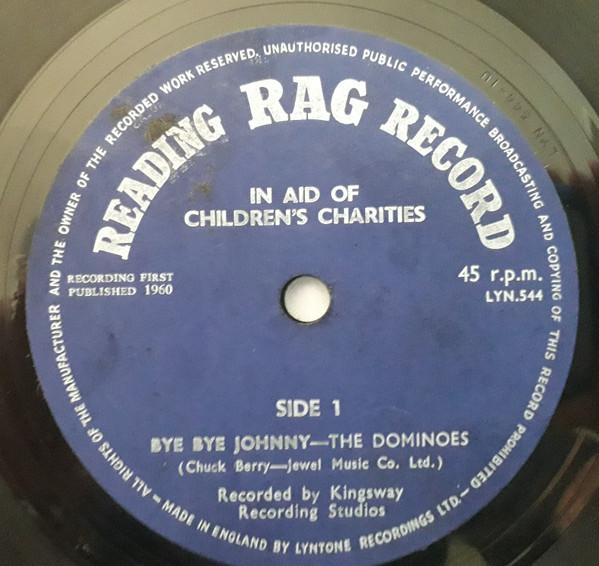 READING RAG RECORD
IN AID OF
CHILDREN'S CHARITIES
RECORDING FIRST
PUBLISHED 1960
45 r.p.m.
LYN.544
SIDE 1
BYE BYE JOHNNY—THE DOMINOES
(Chuck Berry—Jewel Music Co. Ltd.)
Recorded by Kingsway
Recording Studios
ALL RIGHTS OF THE MANUFACTURER AND THE OWNER OF THE RECORDED WORK RESERVED. UNAUTHORISED PUBLIC PERFORMANCE BROADCASTING AND COPYING OF THIS RECORD PROHIBITED — MADE IN ENGLAND BY LYNTONE RECORDINGS LTD.—